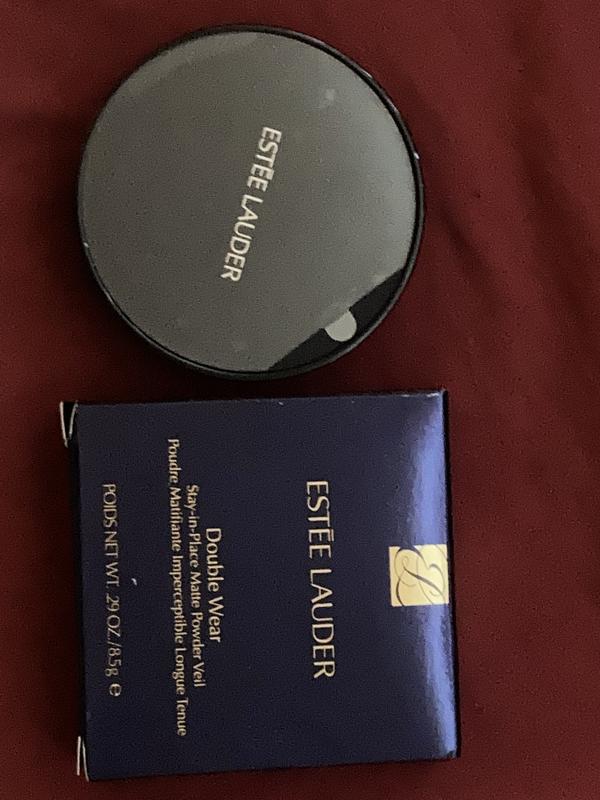 ESTĒE LAUDER
ESTĒE LAUDER
Double Wear
Stay-in-Place Matte Powder Veil
Poudre Matifiante Imperceptible Longue Tenue
POIDS NET WT. .29 OZ./8.5g ℮